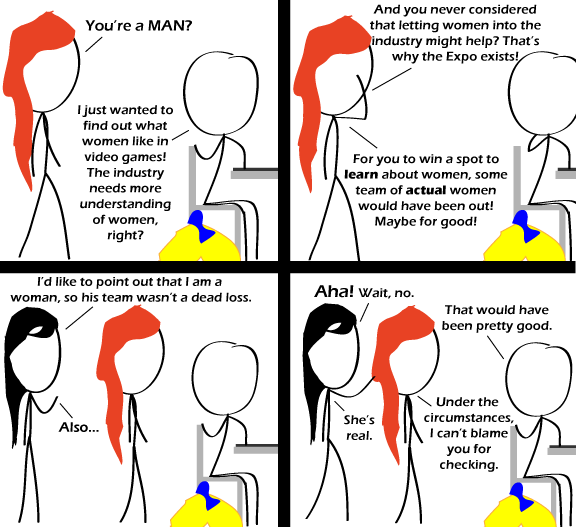 You're a MAN?
I just wanted to
find out what
women like in
video games!
The industry
needs more
understanding
of women,
right?
And you never considered
that letting women into the
industry might help? That's
why the Expo exists!
For you to win a spot to
learn about women, some
team of actual women
would have been out!
Maybe for good!
I'd like to point out that I am a
woman, so his team wasn't a dead loss.
Also...
Aha! Wait, no.
She's
real.
That would have
been pretty good.
Under the
circumstances,
I can't blame
you for
checking.